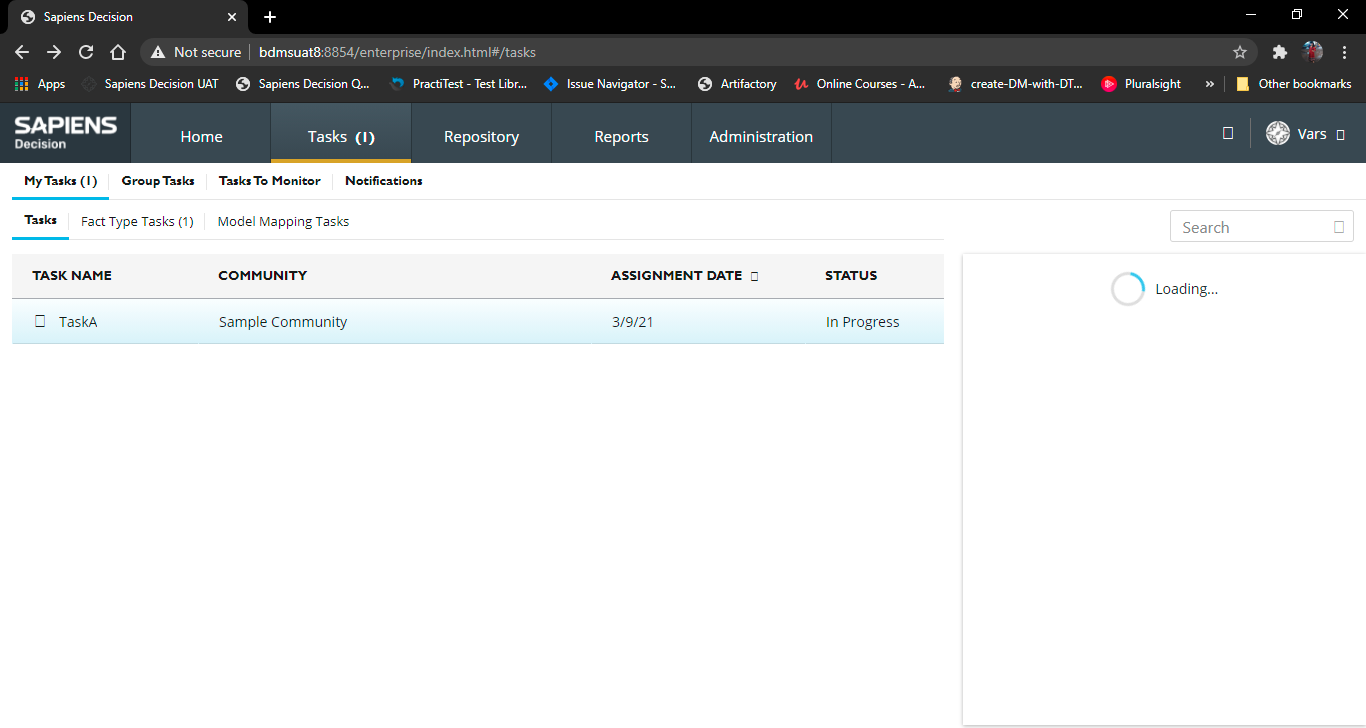 Sapiens Decision
Not secure bdmsuat8:8854/enterprise/index.html#/tasks
Apps Sapiens Decision UAT Sapiens Decision Q... PractiTest - Test Libr... Issue Navigator - S... Artifactory Online Courses - A... create-DM-with-DT... Pluralsight » Other bookmarks
SAPIENS
Decision
Home Tasks (1) Repository Reports Administration Vars
My Tasks (1) Group Tasks Tasks To Monitor Notifications
Tasks Fact Type Tasks (1) Model Mapping Tasks Search
TASK NAME COMMUNITY ASSIGNMENT DATE STATUS
Loading...
TaskA Sample Community 3/9/21 In Progress